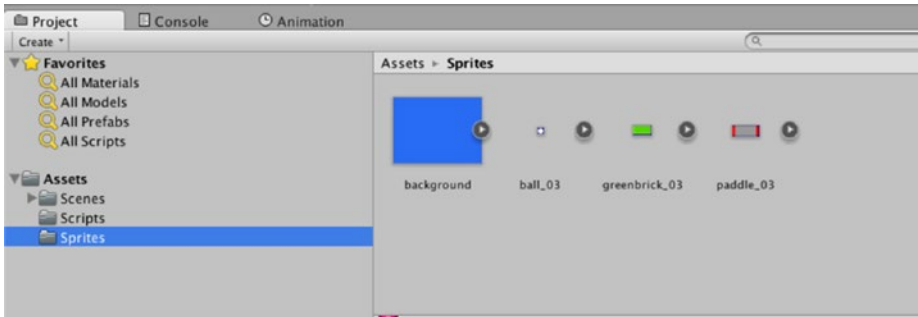 Project Console Animation
Create
Favorites
All Materials
All Models
All Prefabs
All Scripts
Assets
Scenes
Scripts
Sprites
Assets Sprites
background ball_03 greenbrick_03 paddle_03